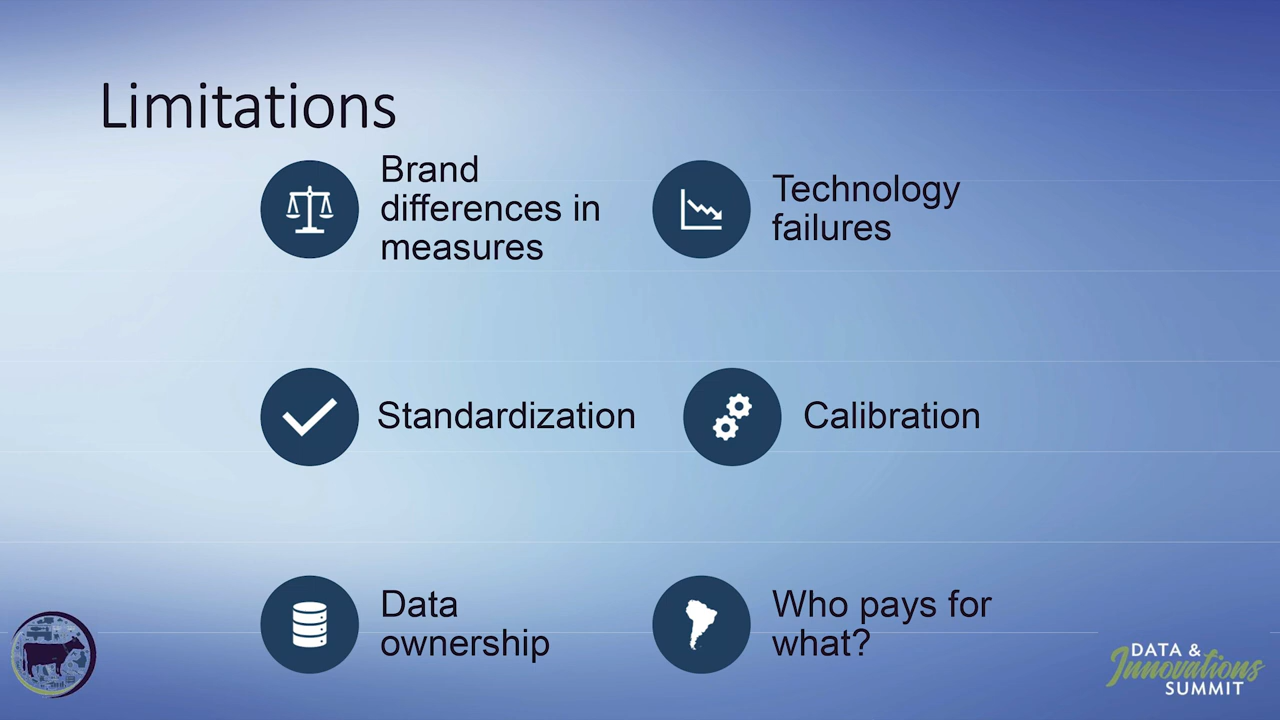 Limitations
Brand
differences in
measures
Technology
failures
Standardization
Calibration
Data
ownership
Who pays for
what?
DATA &
Innovations
SUMMIT